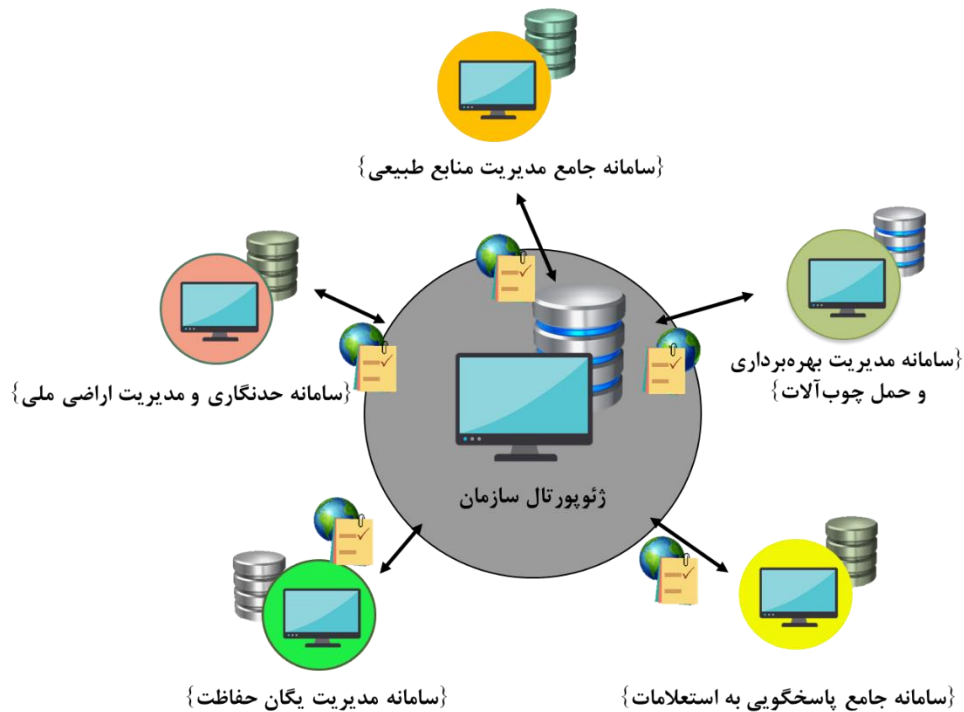 {سامانه جامع مدیریت منابع طبیعی}
{سامانه مدیریت بهره‌برداری
و حمل چوب‌آلات}
{سامانه حدنگاری و مدیریت اراضی ملی}
ژئوپورتال سازمان
{سامانه جامع پاسخگویی به استعلامات}
{سامانه مدیریت یگان حفاظت}